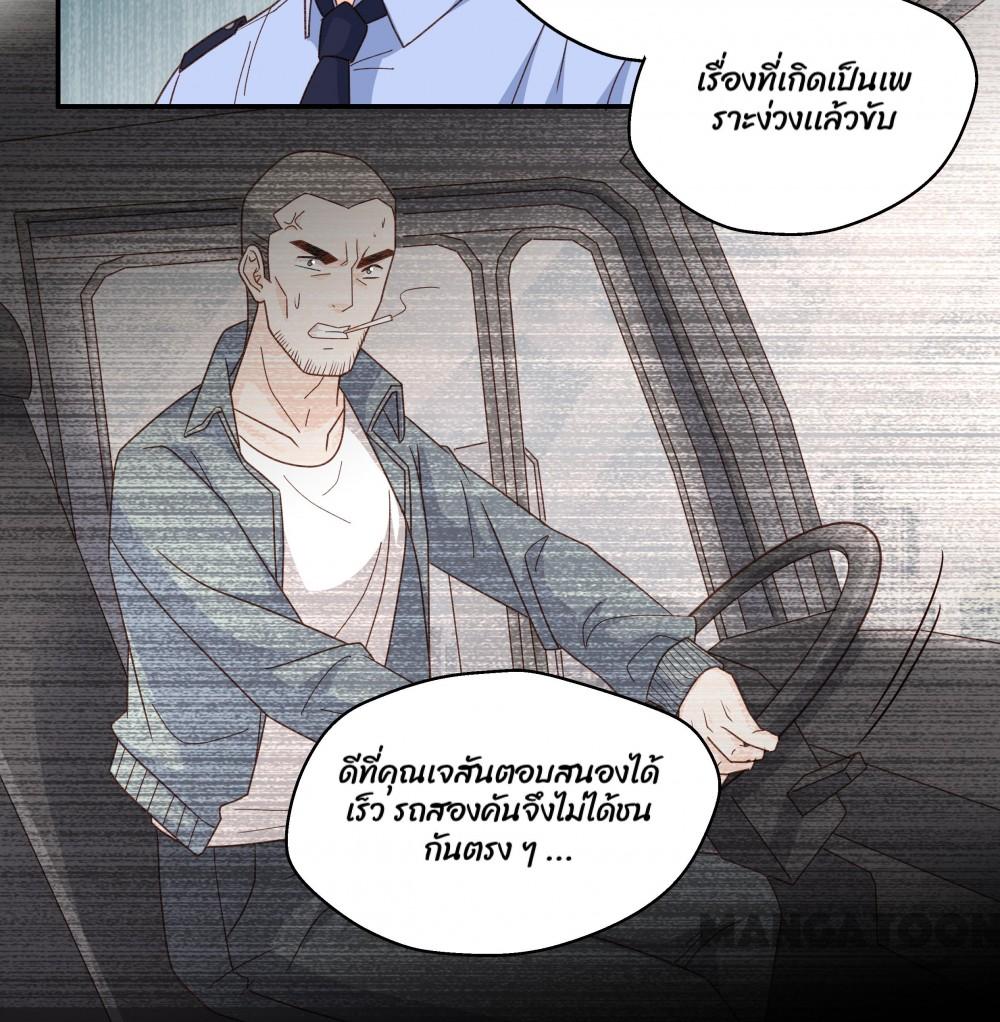 เรื่องที่เกิดเป็นเพ
ราะง่วงแล้วขับ
ดีที่คุณเจสันตอบสนองได้
เร็ว รถสองคันจึงไม่ได้ชน
กันตรง ๆ ...
MANGATOON